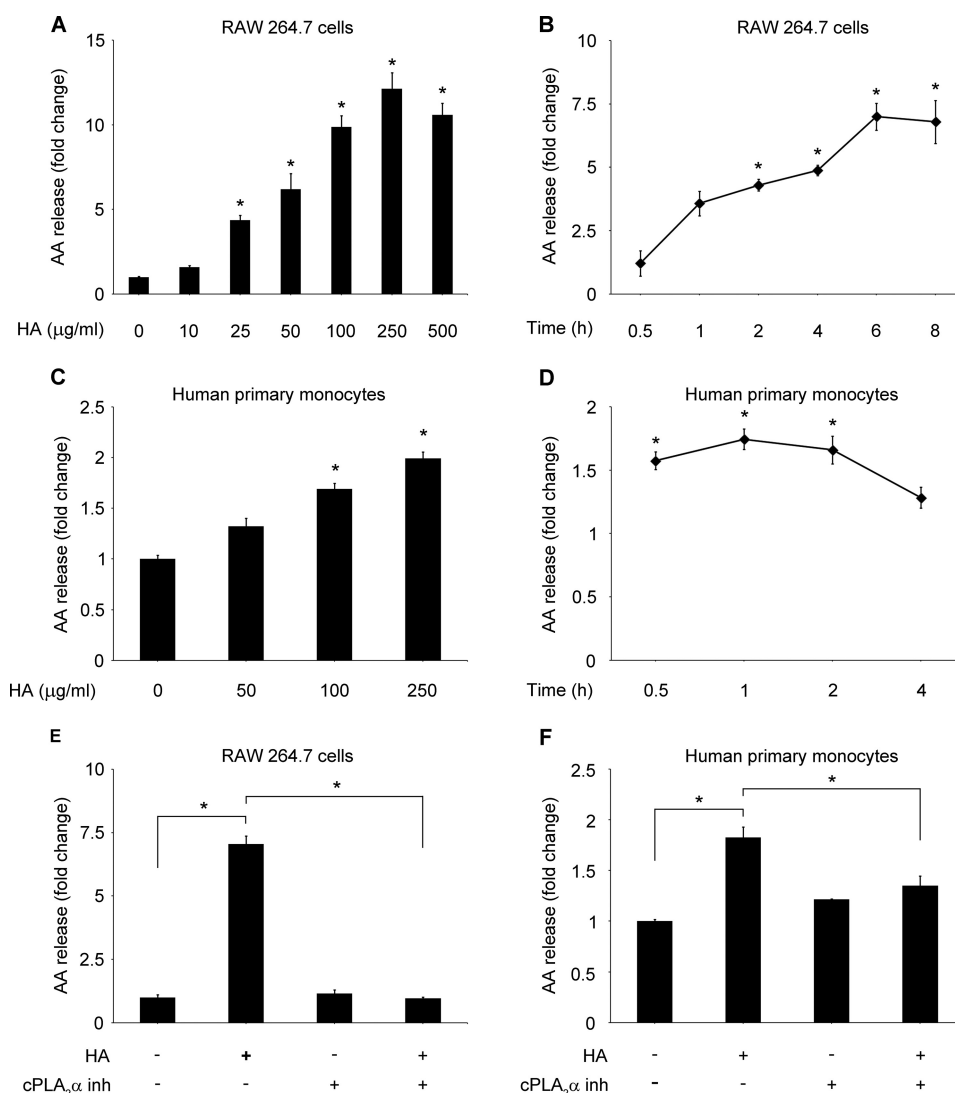 A
RAW 264.7 cells
AA release (fold change)
15
10
5
0
*
*
*
*
*
HA (µg/ml)
0 10 25 50 100 250 500
B
RAW 264.7 cells
AA release (fold change)
10
7.5
5
2.5
0
*
*
*
*
Time (h)
0.5 1 2 4 6 8
C
Human primary monocytes
AA release (fold change)
2.5
2
1.5
1
0.5
0
*
*
HA (µg/ml)
0 50 100 250
D
Human primary monocytes
AA release (fold change)
2
1.5
1
0.5
0
*
*
*
Time (h)
0.5 1 2 4
E
RAW 264.7 cells
AA release (fold change)
10
7.5
5
2.5
0
*
*
HA - + - +
cPLA₂α inh - - + +
F
Human primary monocytes
AA release (fold change)
2.5
2
1.5
1
0.5
0
*
*
HA - + - +
cPLA₂α inh - - + +